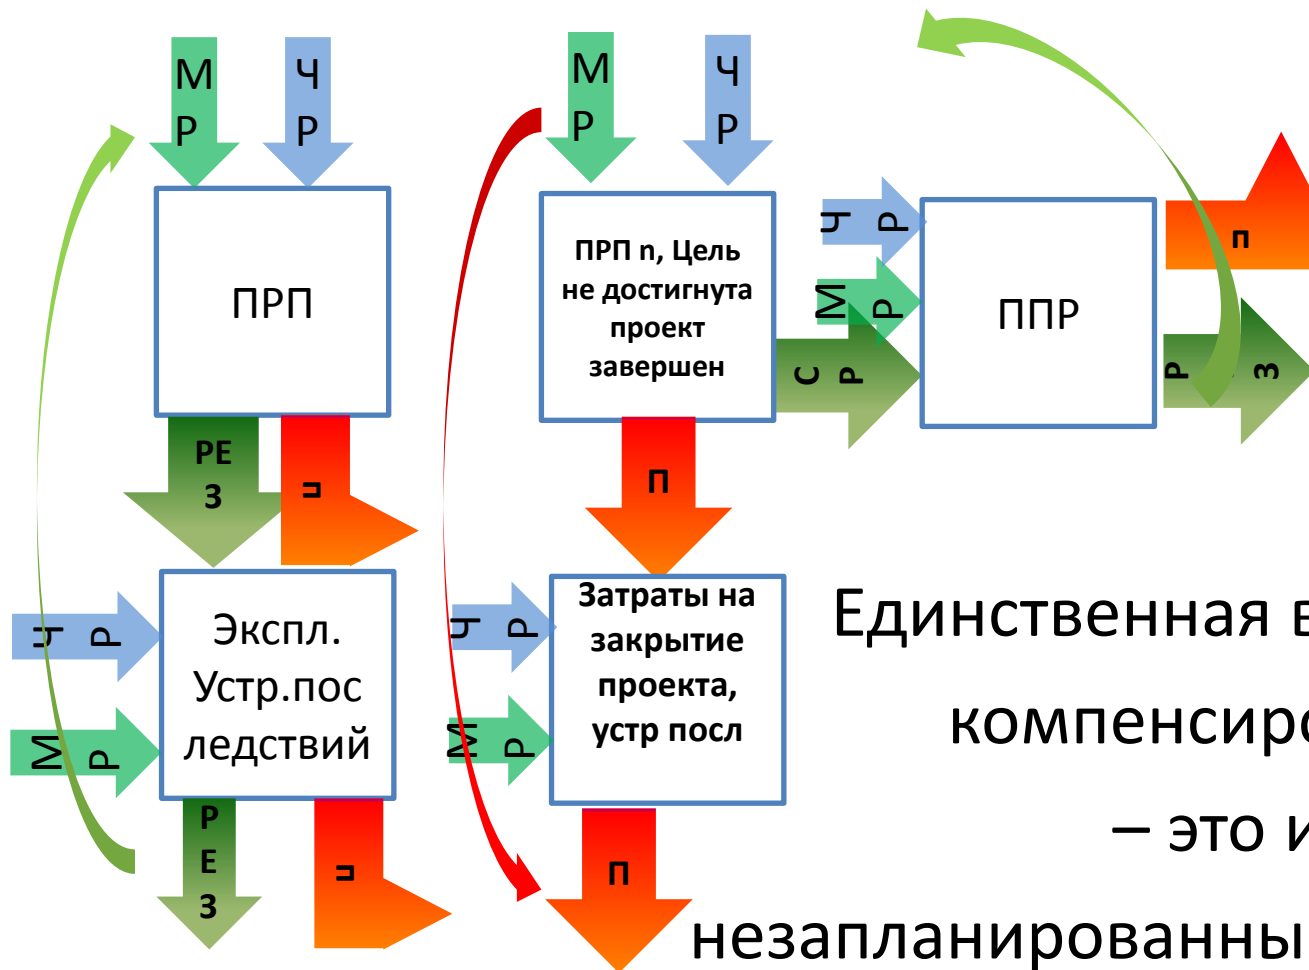 М
Р
Ч
Р
ПРП
РЕ
З
п
Ч
Р
М
Р
Экспл.
Устр.пос
ледствий
Р
Е
З
п
М
Р
Ч
Р
ПРП n, Цель
не достигнута
проект
завершен
С
Р
П
Ч
Р
М
Р
Затраты на
закрытие
проекта,
устр посл
П
Ч
Р
М
Р
ППР
п
Р
З
Единственная
компенсиро
– это и
незапланированны